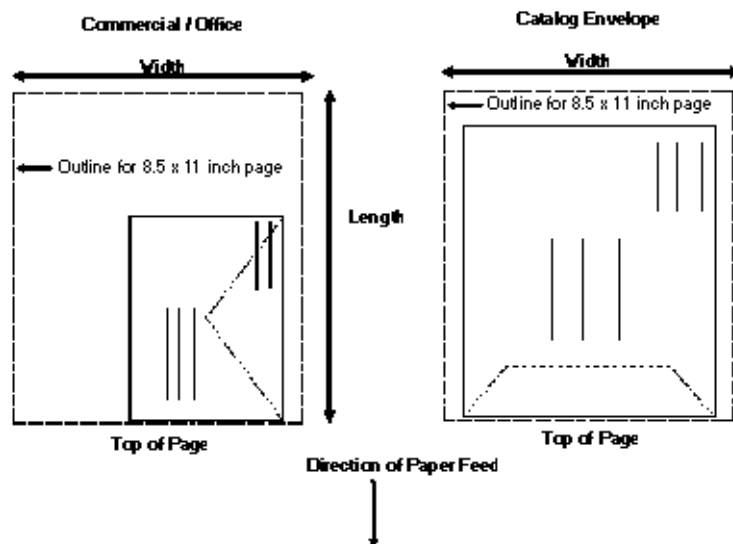 Commercial / Office
Width
Outline for 8.5 x 11 inch page
Length
Top of Page
Catalog Envelope
Width
Outline for 8.5 x 11 inch page
Top of Page
Direction of Paper Feed